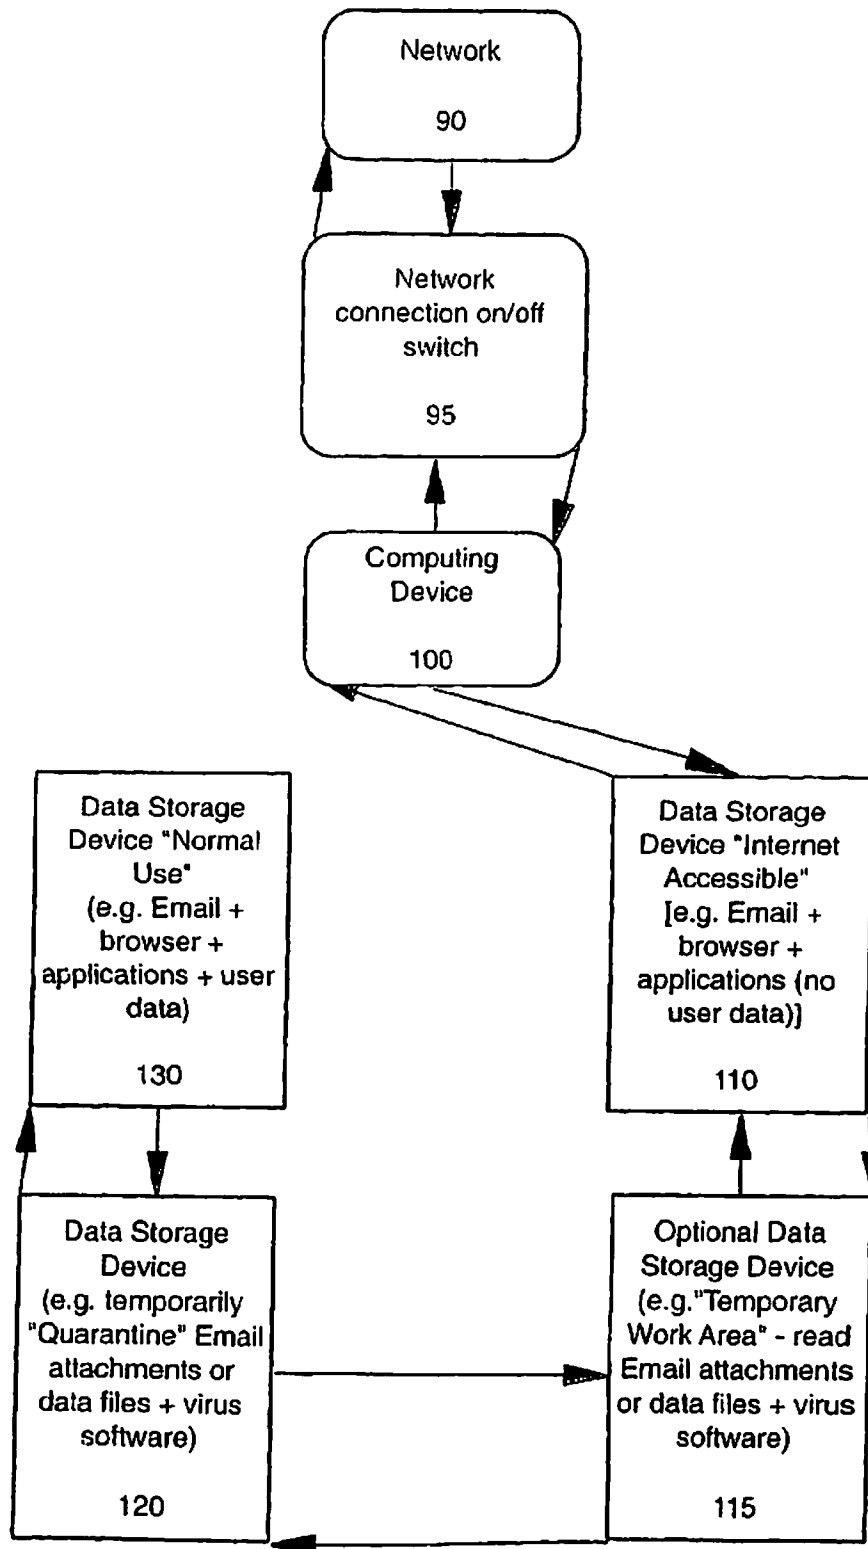 Network
90
Network
connection on/off
switch
95
Computing
Device
100
Data Storage
Device "Normal
Use"
(e.g. Email +
browser +
applications + user
data)
130
Data Storage
Device "Internet
Accessible"
[e.g. Email +
browser +
applications (no
user data)]
110
Data Storage
Device
(e.g. temporarily
"Quarantine" Email
attachments or
data files + virus
software)
120
Optional Data
Storage Device
(e.g."Temporary
Work Area" - read
Email attachments
or data files + virus
software)
115